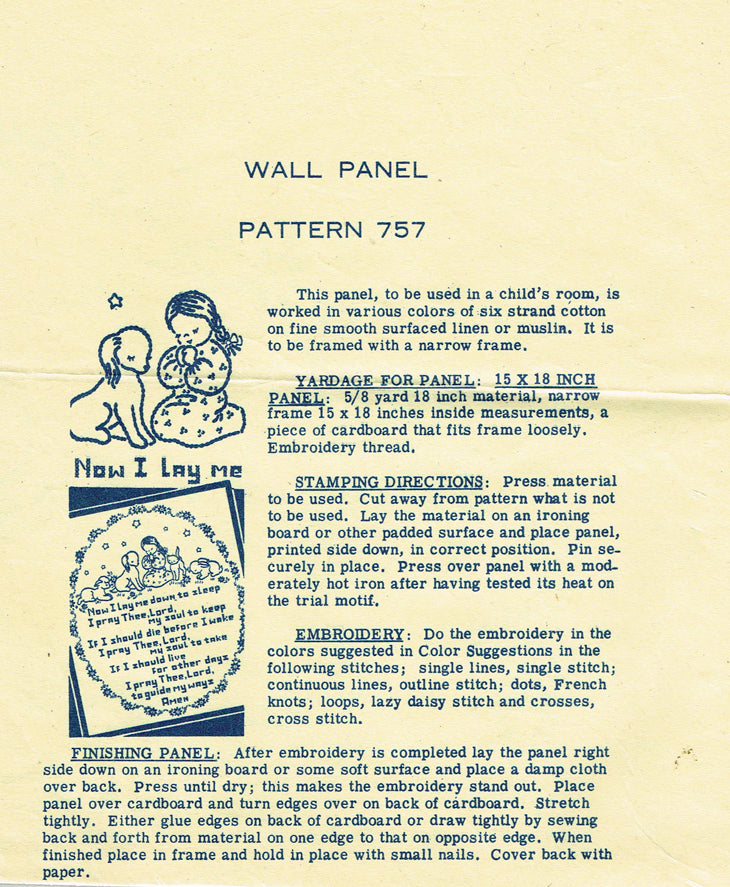 WALL PANEL
PATTERN 757
This panel, to be used in a child's room, is
worked in various colors of six strand cotton
on fine smooth surfaced linen or muslin. It is
to be framed with a narrow frame.
YARDAGE FOR PANEL: 15 X 18 INCH
PANEL: 5/8 yard 18 inch material, narrow
frame 15 x 18 inches inside measurements, a
piece of cardboard that fits frame loosely.
Embroidery thread.
Now I lay me
STAMPING DIRECTIONS: Press material
to be used. Cut away from pattern what is not
to be used. Lay the material on an ironing
board or other padded surface and place panel,
printed side down, in correct position. Pin se-
curely in place. Press over panel with a mod-
erately hot iron after having tested its heat on
the trial motif.
Now I lay me down to sleep
I pray Thee, Lord,
my soul to keep
If I should die before I wake
I pray Thee, Lord,
my soul to take
If I should live
for other days
I pray Thee, Lord,
to guide my ways
Amen
EMBROIDERY: Do the embroidery in the
colors suggested in Color Suggestions in the
following stitches; single lines, single stitch;
continuous lines, outline stitch; dots, French
knots; loops, lazy daisy stitch and crosses,
cross stitch.
FINISHING PANEL: After embroidery is completed lay the panel right
side down on an ironing board or some soft surface and place a damp cloth
over back. Press until dry; this makes the embroidery stand out. Place
panel over cardboard and turn edges over on back of cardboard. Stretch
tightly. Either glue edges on back of cardboard or draw tightly by sewing
back and forth from material on one edge to that on opposite edge. When
finished place in frame and hold in place with small nails. Cover back with
paper.